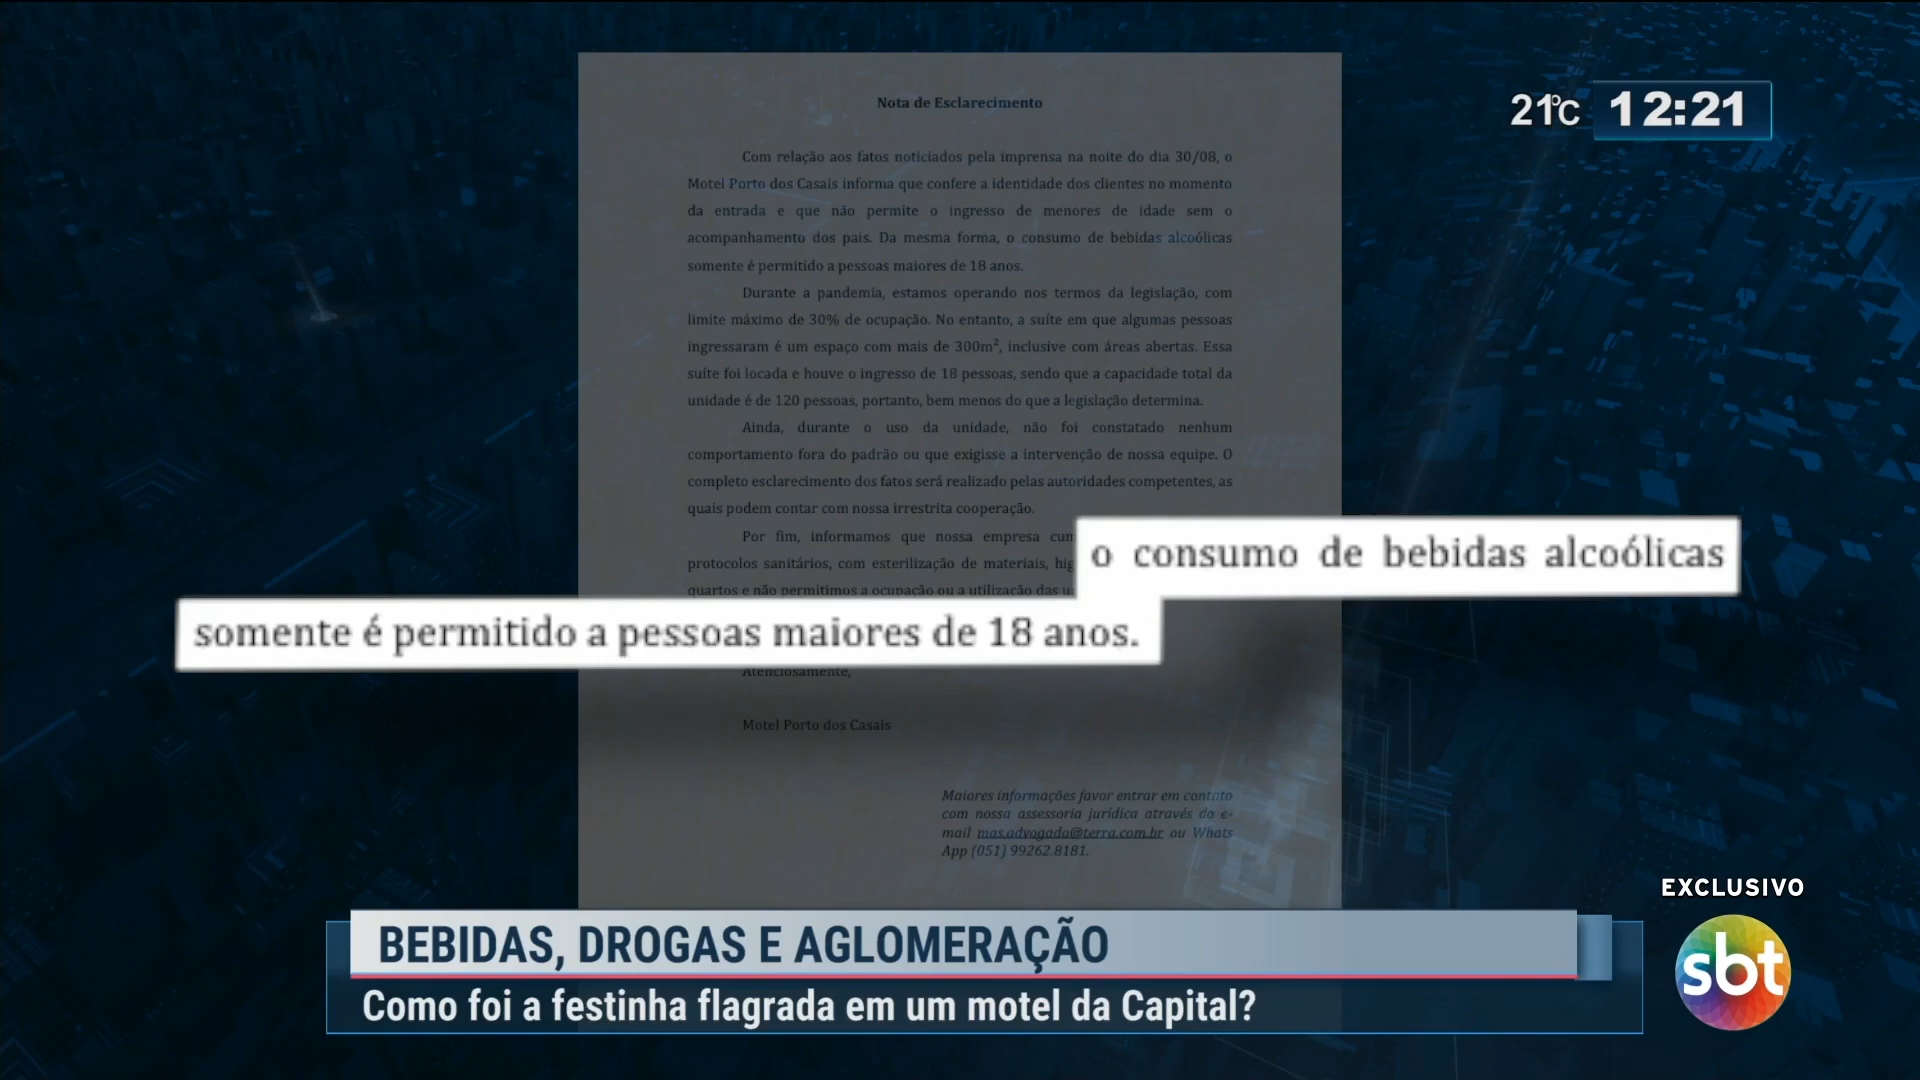 21°C 12:21
Nota de Esclarecimento
Com relação aos fatos noticiados pela imprensa na noite do dia 30/08, o
Motel Porto dos Casais informa que confere a identidade dos clientes no momento
da entrada e que não permite o ingresso de menores de idade sem o
acompanhamento dos pais. Da mesma forma, o consumo de bebidas alcoólicas
somente é permitido a pessoas maiores de 18 anos.
Durante a pandemia, estamos operando nos termos da legislação, com
limite máximo de 30% de ocupação. No entanto, a suíte em que algumas pessoas
ingressaram é um espaço com mais de 300m², inclusive com áreas abertas. Essa
suíte foi locada e houve o ingresso de 18 pessoas, sendo que a capacidade total da
unidade é de 120 pessoas, portanto, bem menos do que a legislação determina.
Ainda, durante o uso da unidade, não foi constatado nenhum
comportamento fora do padrão ou que exigisse a intervenção de nossa equipe. O
completo esclarecimento dos fatos será realizado pelas autoridades competentes, as
quais podem contar com nossa irrestrita cooperação.
Por fim, informamos que nossa empresa
protocolos sanitários, com esterilização de materiais,
quartos e não permitimos a ocupação ou a utilização das
o consumo de bebidas alcoólicas
somente é permitido a pessoas maiores de 18 anos.
Atenciosamente,
Motel Porto dos Casais
Maiores informações favor entrar em contato
com nossa assessoria jurídica através do e-
mail mas.advogado@terra.com.br ou Whats
App (051) 99262.8181.
EXCLUSIVO
sbt
BEBIDAS, DROGAS E AGLOMERAÇÃO
Como foi a festinha flagrada em um motel da Capital?